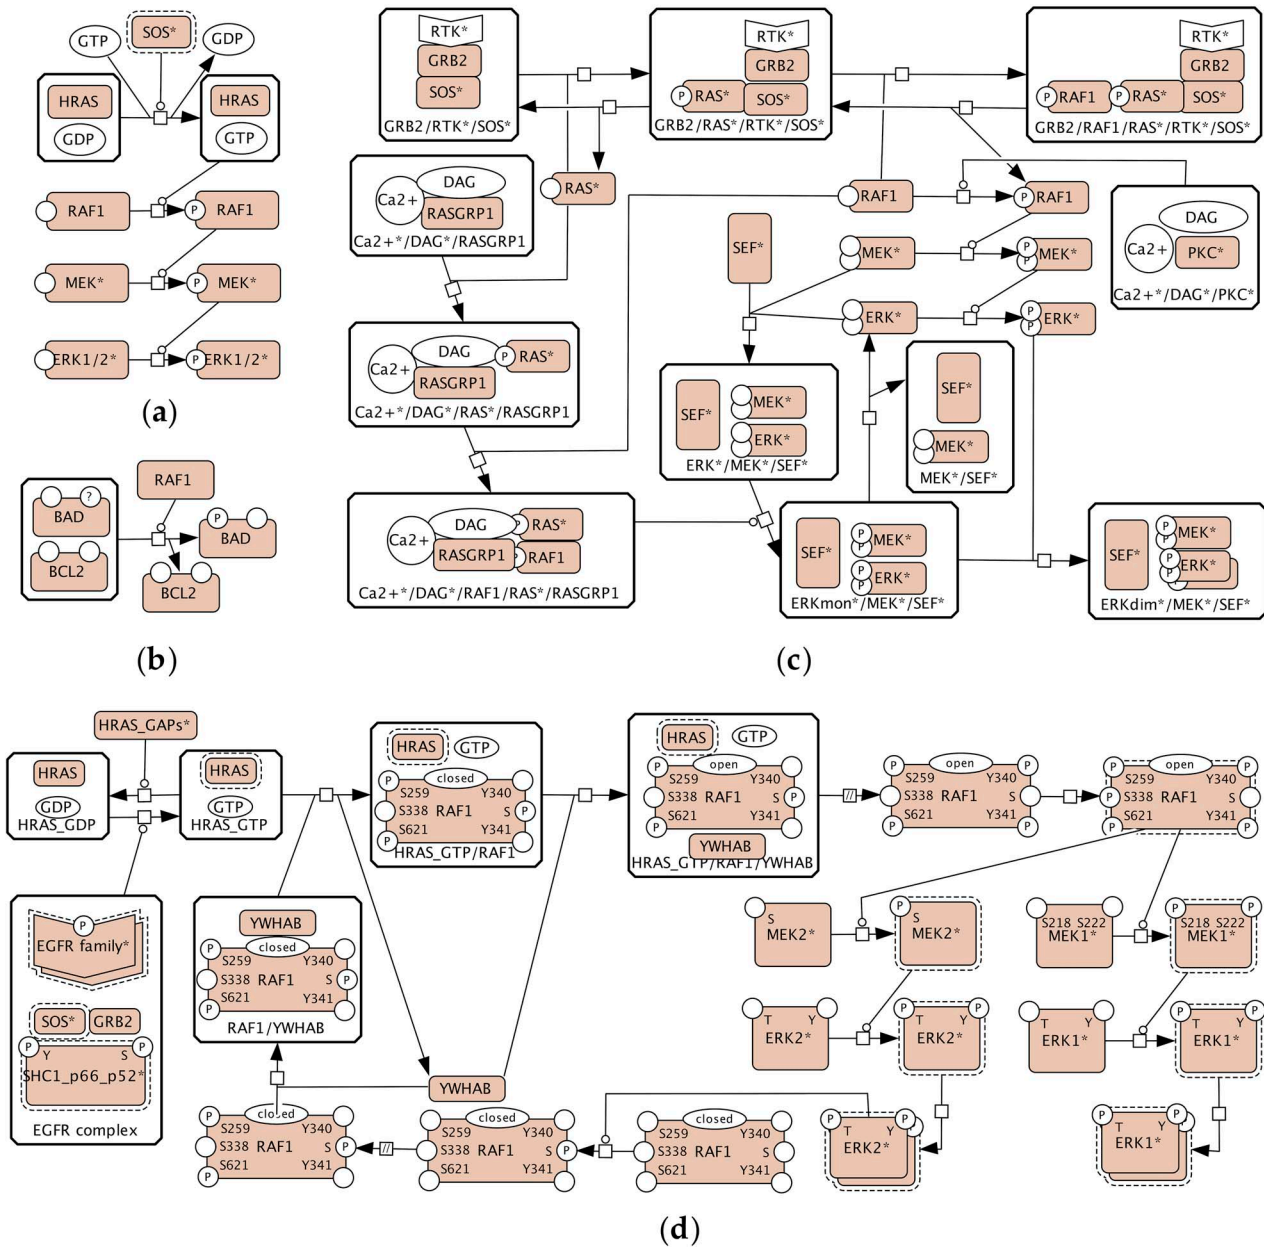 GTP
SOS*
GDP
HRAS
GDP
HRAS
GTP
RAF1
P
RAF1
MEK*
P
MEK*
ERK1/2*
P
ERK1/2*
(a)
BAD
?
BCL2
RAF1
P
BAD
BCL2
(b)
RTK*
GRB2
SOS*
GRB2/RTK*/SOS*
RTK*
GRB2
P
RAS*
SOS*
GRB2/RAS*/RTK*/SOS*
RTK*
GRB2
P
RAF1
P
RAS*
SOS*
GRB2/RAF1/RAS*/RTK*/SOS*
Ca2+
DAG
RASGRP1
Ca2+*/DAG*/RASGRP1
RAS*
RAF1
P
RAF1
DAG
Ca2+
PKC*
Ca2+*/DAG*/PKC*
SEF*
MEK*
P
P
MEK*
ERK*
P
P
ERK*
Ca2+
DAG
RASGRP1
P
RAS*
Ca2+*/DAG*/RAS*/RASGRP1
SEF*
MEK*
ERK*
ERK*/MEK*/SEF*
SEF*
MEK*
MEK*/SEF*
Ca2+
DAG
RASGRP1
P
RAS*
P
RAF1
Ca2+*/DAG*/RAF1/RAS*/RASGRP1
SEF*
P
P
MEK*
P
P
ERK*
ERKmon*/MEK*/SEF*
SEF*
P
P
MEK*
P
P
ERK*
ERKdim*/MEK*/SEF*
(c)
HRAS_GAPs*
HRAS
GDP
HRAS_GDP
HRAS
GTP
HRAS_GTP
HRAS
GTP
closed
P
S259
Y340
S338
RAF1
S
P
S621
Y341
P
HRAS_GTP/RAF1
HRAS
GTP
open
P
S259
Y340
S338
RAF1
S
P
S621
Y341
P
YWHAB
HRAS_GTP/RAF1/YWHAB
open
P
S259
Y340
S338
RAF1
S
P
S621
Y341
P
P
open
P
S259
Y340
P
S338
RAF1
S
P
S621
Y341
P
P
P
EGFR family*
SOS*
GRB2
P
Y
S
P
SHC1_p66_p52*
EGFR complex
YWHAB
closed
P
S259
Y340
S338
RAF1
S
P
S621
Y341
P
RAF1/YWHAB
S
MEK2*
P
S
MEK2*
S218 S222
MEK1*
P
P
S218 S222
MEK1*
T
Y
ERK2*
P
P
T
Y
ERK2*
T
Y
ERK1*
P
P
T
Y
ERK1*
YWHAB
closed
P
S259
Y340
S338
RAF1
S
P
S621
Y341
P
closed
S259
Y340
S338
RAF1
S
P
S621
Y341
closed
S259
Y340
S338
RAF1
S
S621
Y341
P
P
T
Y
ERK2*
P
P
T
Y
ERK1*
(d)